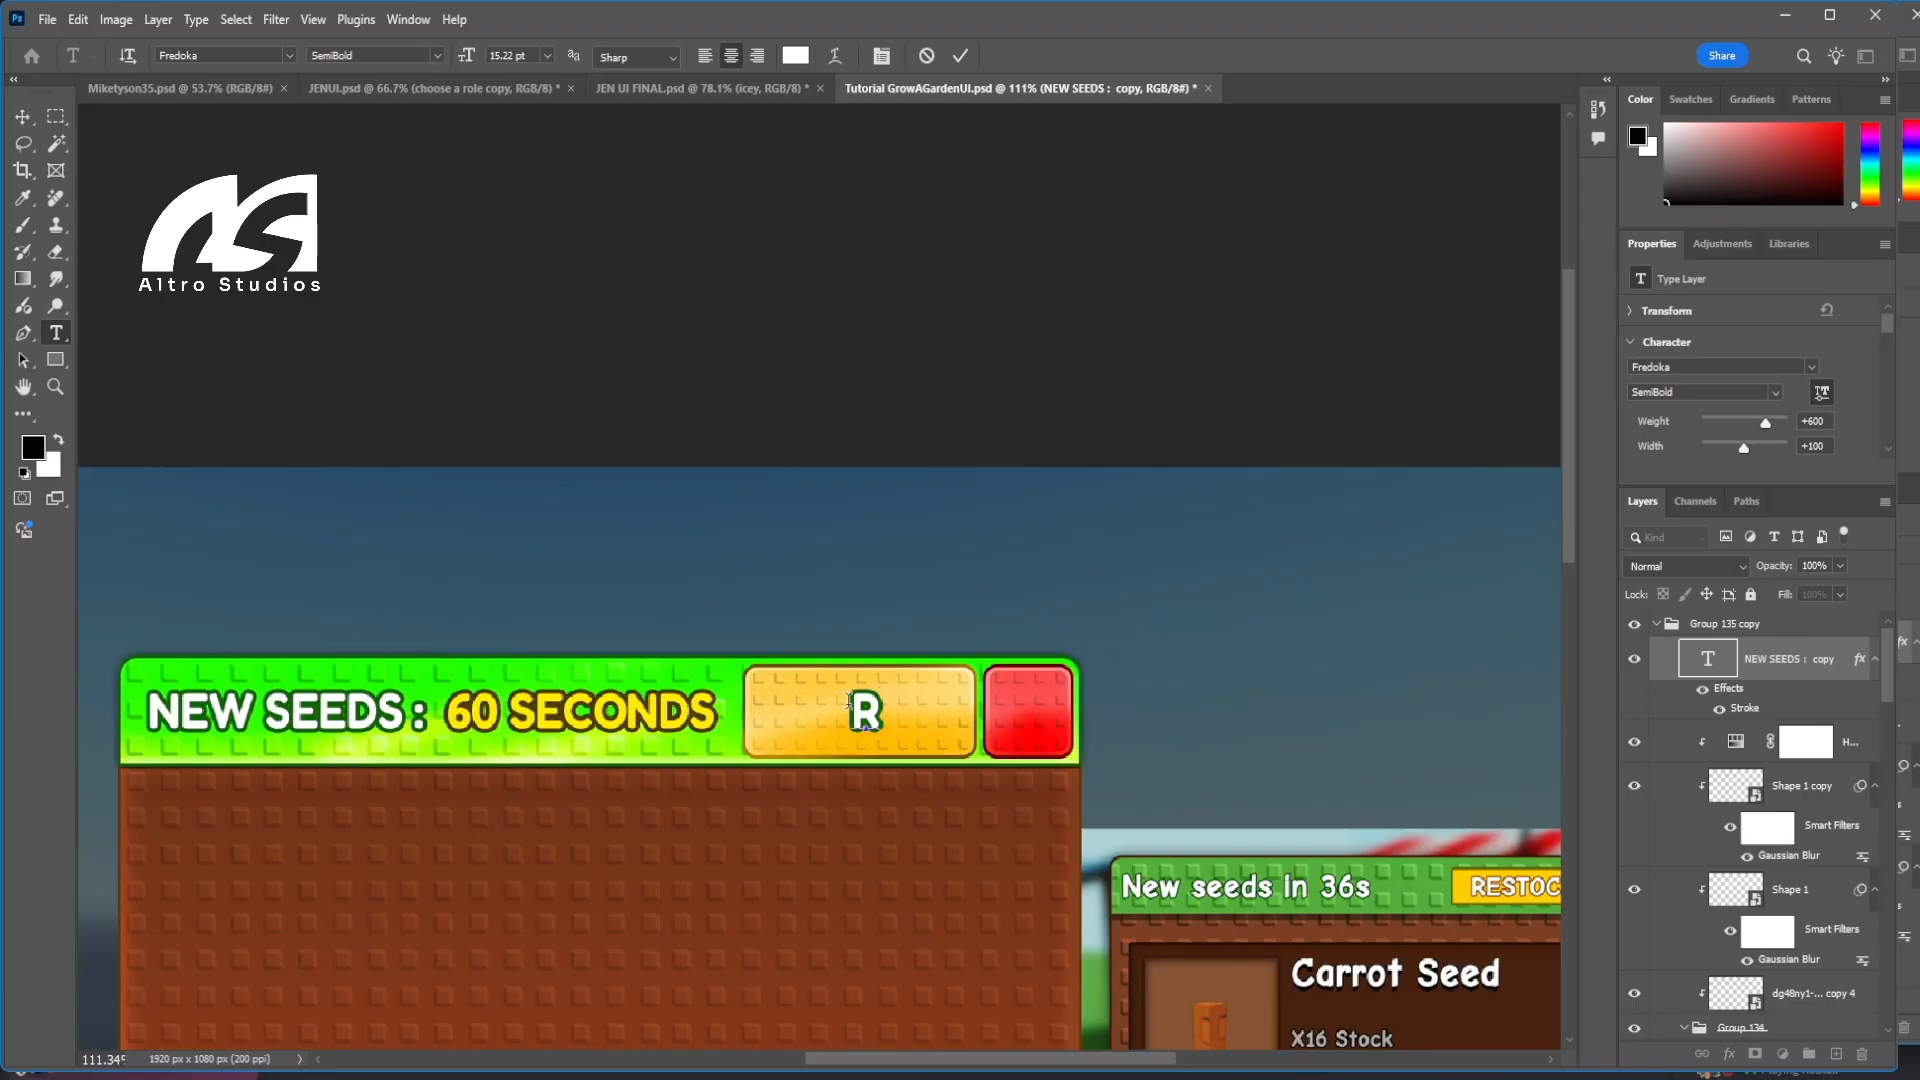 Ps File Edit Image Layer Type Select Filter View Plugins Window Help
Fredoka SemiBold 15.22 pt Sharp Share
Miketyson35.psd @ 53.7% (RGB/8#) JENUI.psd @ 66.7% (choose a role copy, RGB/8) * JEN UI FINAL.psd @ 78.1% (icey, RGB/8) * Tutorial GrowAGardenUI.psd @ 111% (NEW SEEDS : copy, RGB/8#) *
Color Swatches Gradients Patterns
Properties Adjustments Libraries
T Type Layer
Transform
Character
Fredoka
SemiBold
Weight +600
Width +100
Altro Studios
Layers Channels Paths
Kind
Normal Opacity: 100%
Lock: Fill: 100%
Group 135 copy
T NEW SEEDS : copy fx
Effects
Stroke
H...
Shape 1 copy
Smart Filters
Gaussian Blur
Shape 1
Smart Filters
Gaussian Blur
dg48ny1-... copy 4
Group 134
NEW SEEDS : 60 SECONDS R
New seeds in 36s RESTOC
Carrot Seed
X16 Stock
111.34% 1920 px x 1080 px (200 ppi)